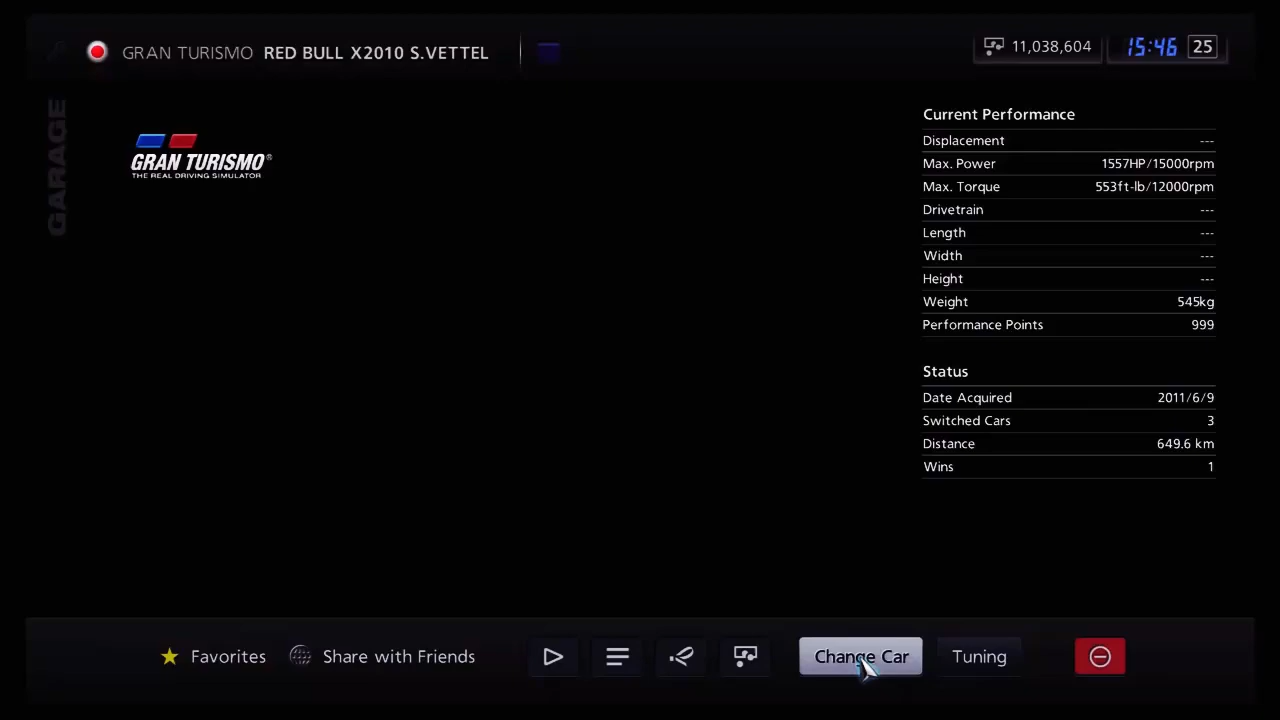 GRAN TURISMO RED BULL X2010 S.VETTEL
11,038,604
15:46 25
GARAGE
GRAN TURISMO®
THE REAL DRIVING SIMULATOR
Current Performance
Displacement ---
Max. Power 1557HP/15000rpm
Max. Torque 553ft-lb/12000rpm
Drivetrain ---
Length ---
Width ---
Height ---
Weight 545kg
Performance Points 999
Status
Date Acquired 2011/6/9
Switched Cars 3
Distance 649.6 km
Wins 1
Favorites
Share with Friends
Change Car
Tuning